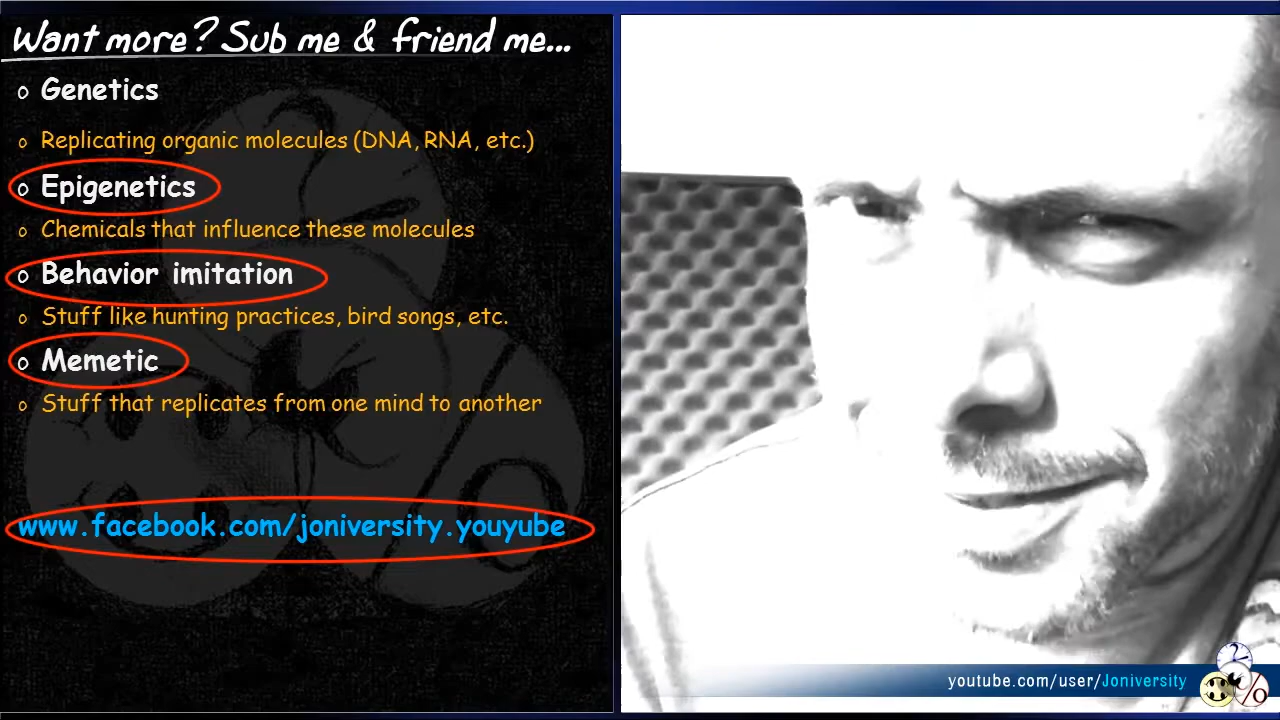 Want more? Sub me & friend me...
o Genetics
o Replicating organic molecules (DNA, RNA, etc.)
o Epigenetics
o Chemicals that influence these molecules
o Behavior imitation
o Stuff like hunting practices, bird songs, etc.
o Memetic
o Stuff that replicates from one mind to another
www.facebook.com/joniversity.youyube
youtube.com/user/Joniversity